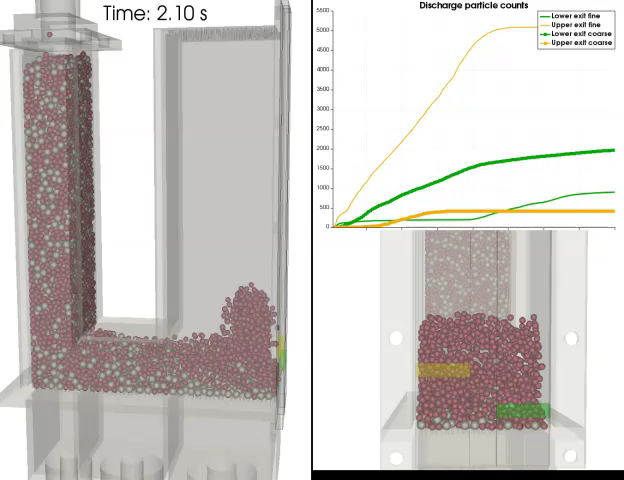 Time: 2.10 s
Discharge particle counts
Lower exit fine
Upper exit fine
Lower exit coarse
Upper exit coarse
5500
5000
4500
4000
3500
3000
2500
2000
1500
1000
500
0